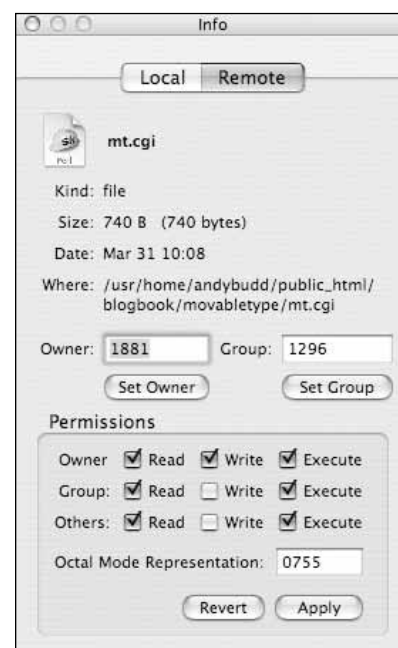 Info
Local Remote
mt.cgi
Kind: file
Size: 740 B (740 bytes)
Date: Mar 31 10:08
Where: /usr/home/andybudd/public_html/
blogbook/movabletype/mt.cgi
Owner: 1881 Group: 1296
Set Owner Set Group
Permissions
Owner Read Write Execute
Group: Read Write Execute
Others: Read Write Execute
Octal Mode Representation: 0755
Revert Apply